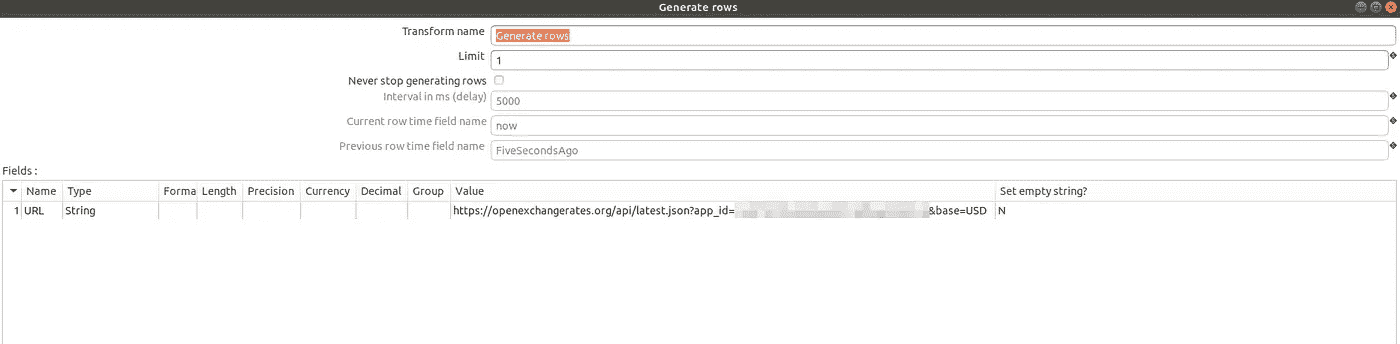 Generate rows
Transform name Generate rows
Limit 1
Never stop generating rows
Interval in ms (delay) 5000
Current row time field name now
Previous row time field name FiveSecondsAgo
Fields :
Name Type Forma Length Precision Currency Decimal Group Value Set empty string?
1 URL String https://openexchangerates.org/api/latest.json?app_id= &base=USD N